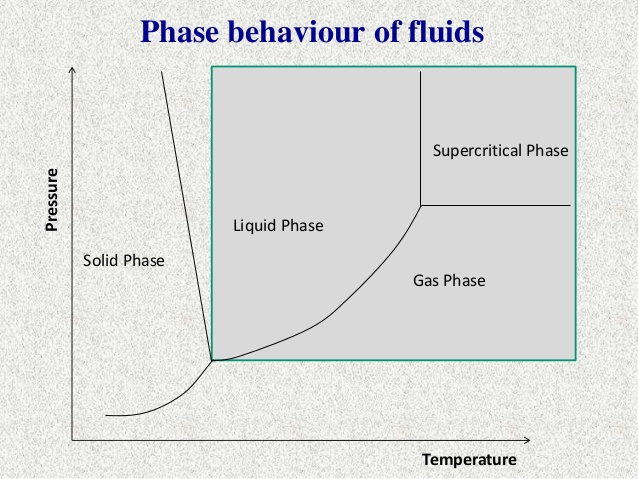 Phase behaviour of fluids
Pressure
Supercritical Phase
Liquid Phase
Solid Phase
Gas Phase
Temperature